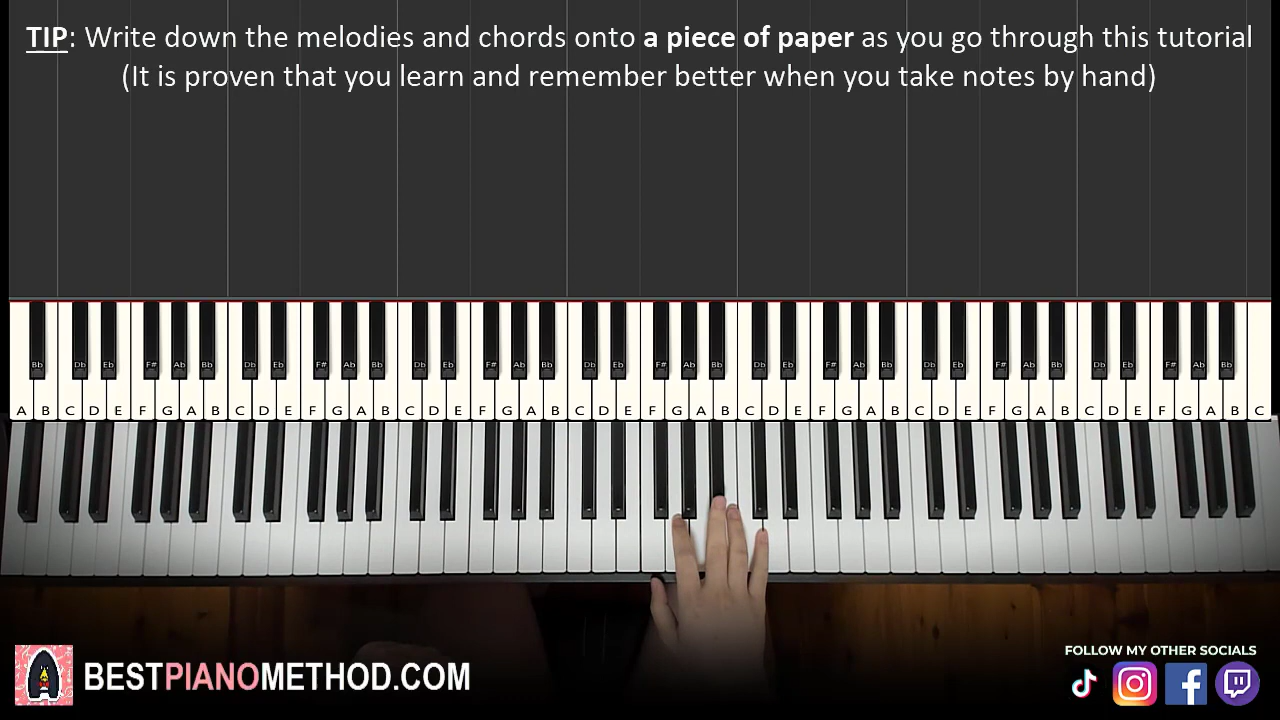 TIP: Write down the melodies and chords onto a piece of paper as you go through this tutorial
(It is proven that you learn and remember better when you take notes by hand)
Bb Db Eb F# Ab Bb Db Eb F# Ab Bb Db Eb F# Ab Bb Db Eb F# Ab Bb Db Eb F# Ab Bb Db Eb F# Ab Bb Db Eb F# Ab Bb
A B C D E F G A B C D E F G A B C D E F G A B C D E F G A B C D E F G A B C D E F G A B C D E F G A B C
BESTPIANOMETHOD.COM
FOLLOW MY OTHER SOCIALS